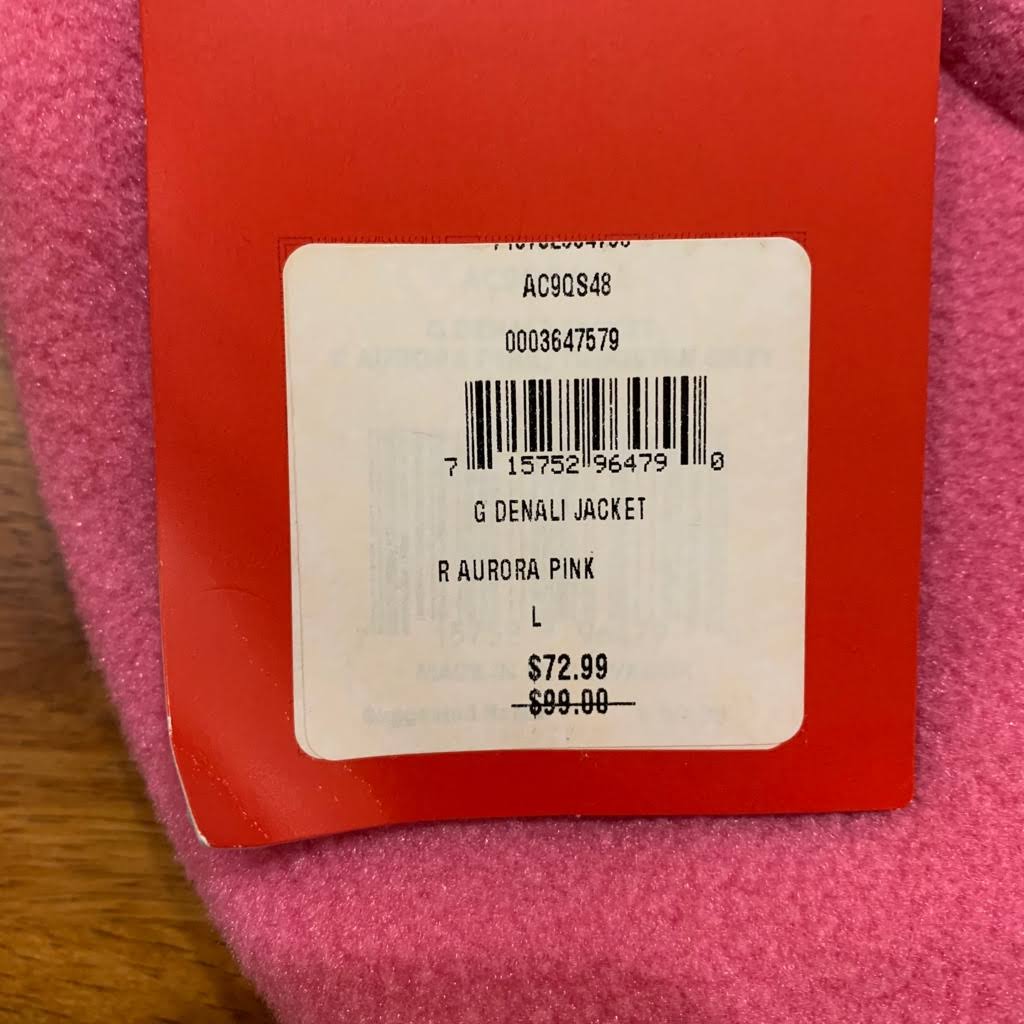 AC9QS48
0003647579
7 15752 96479 0
G DENALI JACKET
R AURORA PINK
L
$72.99
$99.00